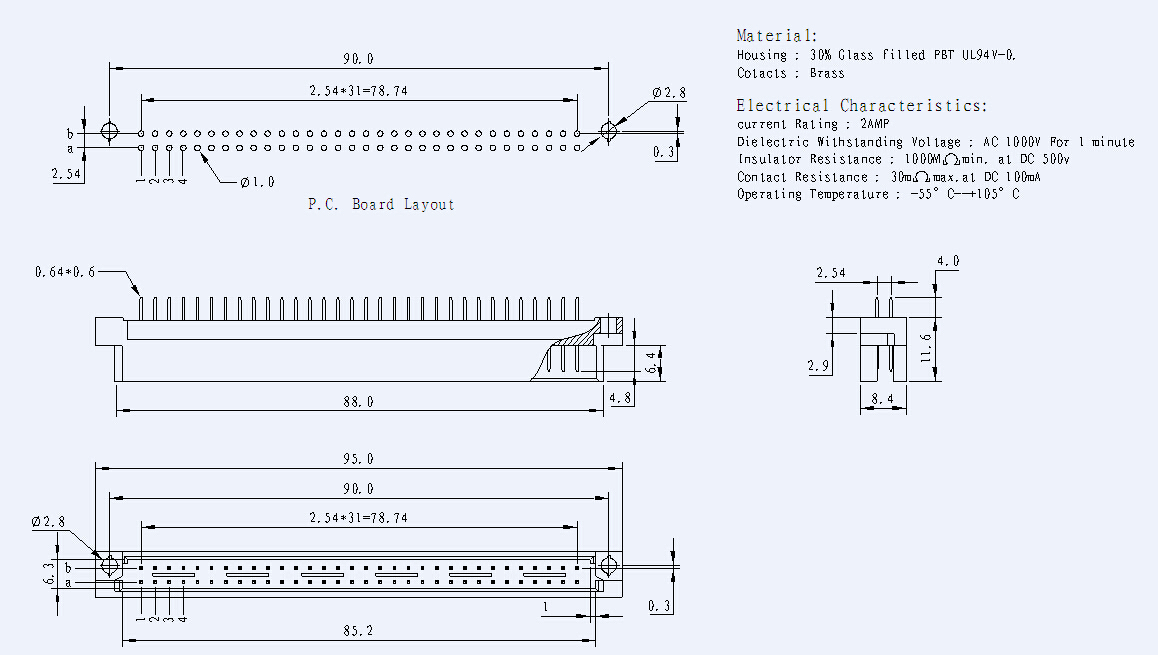 Material:
Housing : 30% Glass filled PBT UL94V-0.
Cotacts : Brass
Electrical Characteristics:
current Rating : 2AMP
Dielectric Withstanding Voltage : AC 1000V For 1 minute
Insulator Resistance : 1000MΩmin. at DC 500v
Contact Resistance : 30mΩmax.at DC 100mA
Operating Temperature : -55° C--+105° C
90.0
2.54*31=78.74
Ø2.8
b
a
2.54
1 2 3 4
Ø1.0
0.3
P.C. Board Layout
0.64*0.6
6.4
4.8
88.0
2.54
4.0
11.6
2.9
8.4
95.0
90.0
2.54*31=78.74
Ø2.8
6.3
b
a
1 2 3 4
1
0.3
85.2